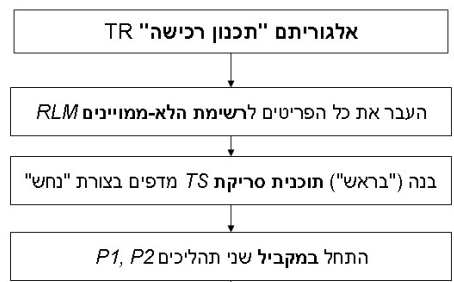 אלגוריתם "תכנון רכישה" TR
העבר את כל הפריטים לרשימת הלא-ממויינים RLM
בנה ("בראש") תוכנית סריקת TS מדפים בצורת "נחש"
התחל במקביל שני תהליכים P1, P2